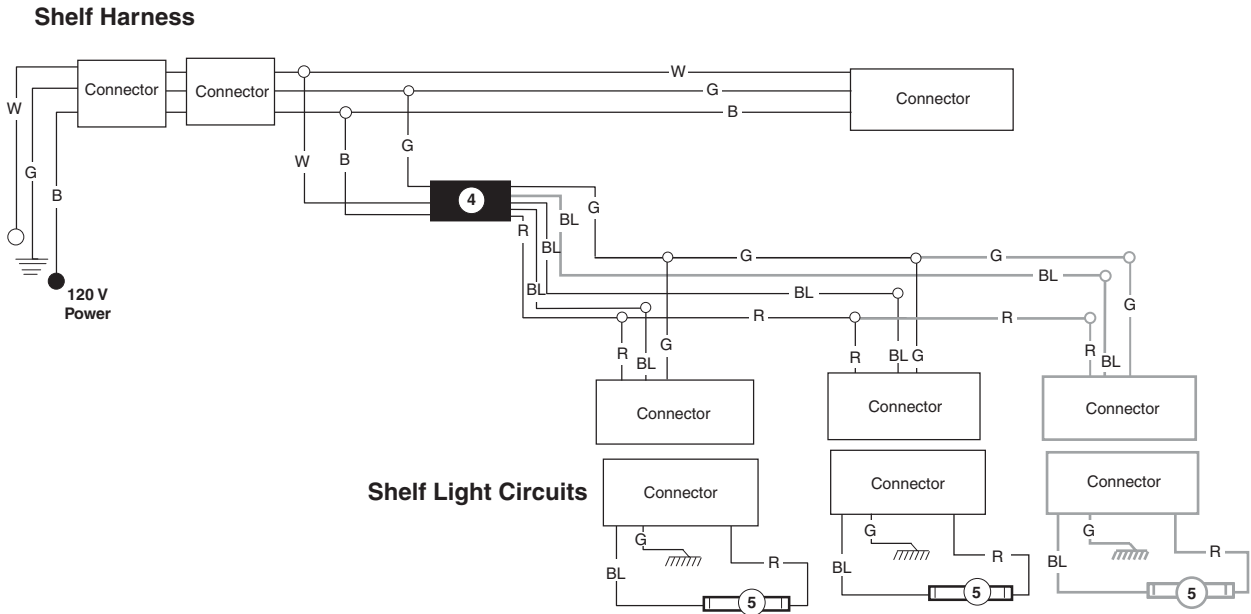 Shelf Harness
Connector
Connector
W
G
B
Connector
W
G
B
W
B
G
4
G
BL
R
BL
BL
G
G
BL
BL
R
R
G
120 V
Power
R
BL
G
R
BL G
R
BL
Connector
Connector
Connector
Shelf Light Circuits
Connector
Connector
Connector
G
R
BL
5
G
R
BL
5
G
R
BL
5